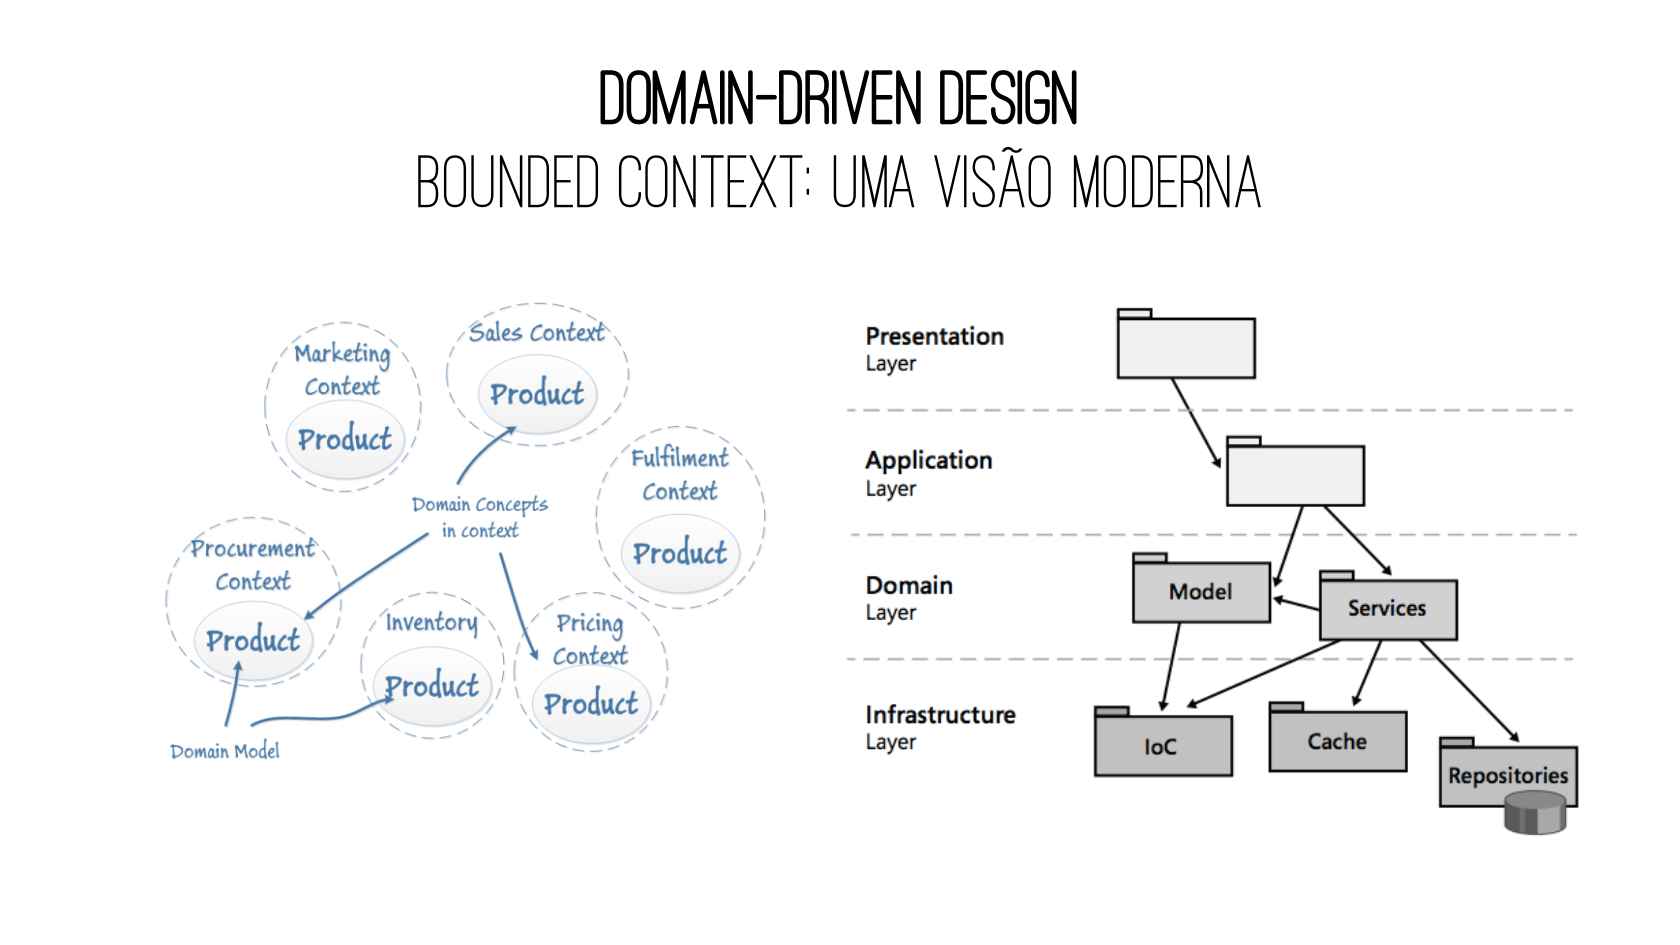 DOMAIN-DRIVEN DESIGN
BOUNDED CONTEXT: UMA VISÃO MODERNA
Marketing
Context
Product
Sales Context
Product
Fulfilment
Context
Product
Domain Concepts
in context
Procurement
Context
Product
Inventory
Product
Pricing
Context
Product
Domain Model
Presentation
Layer
Application
Layer
Domain
Layer
Model
Services
Infrastructure
Layer
IoC
Cache
Repositories